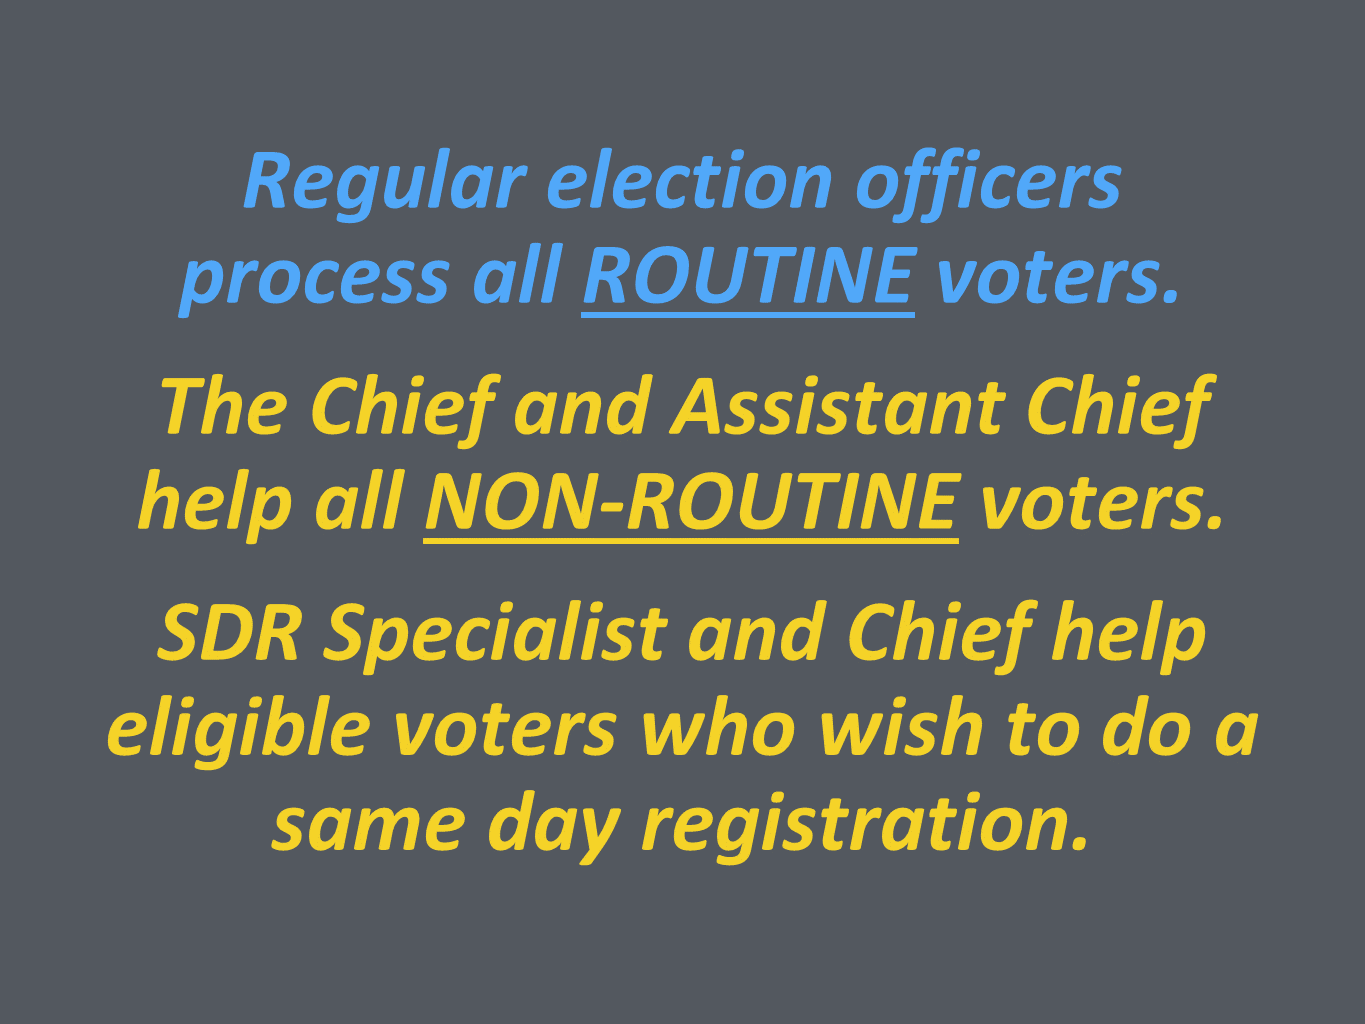 Regular election officers
process all ROUTINE voters.
The Chief and Assistant Chief
help all NON-ROUTINE voters.
SDR Specialist and Chief help
eligible voters who wish to do a
same day registration.